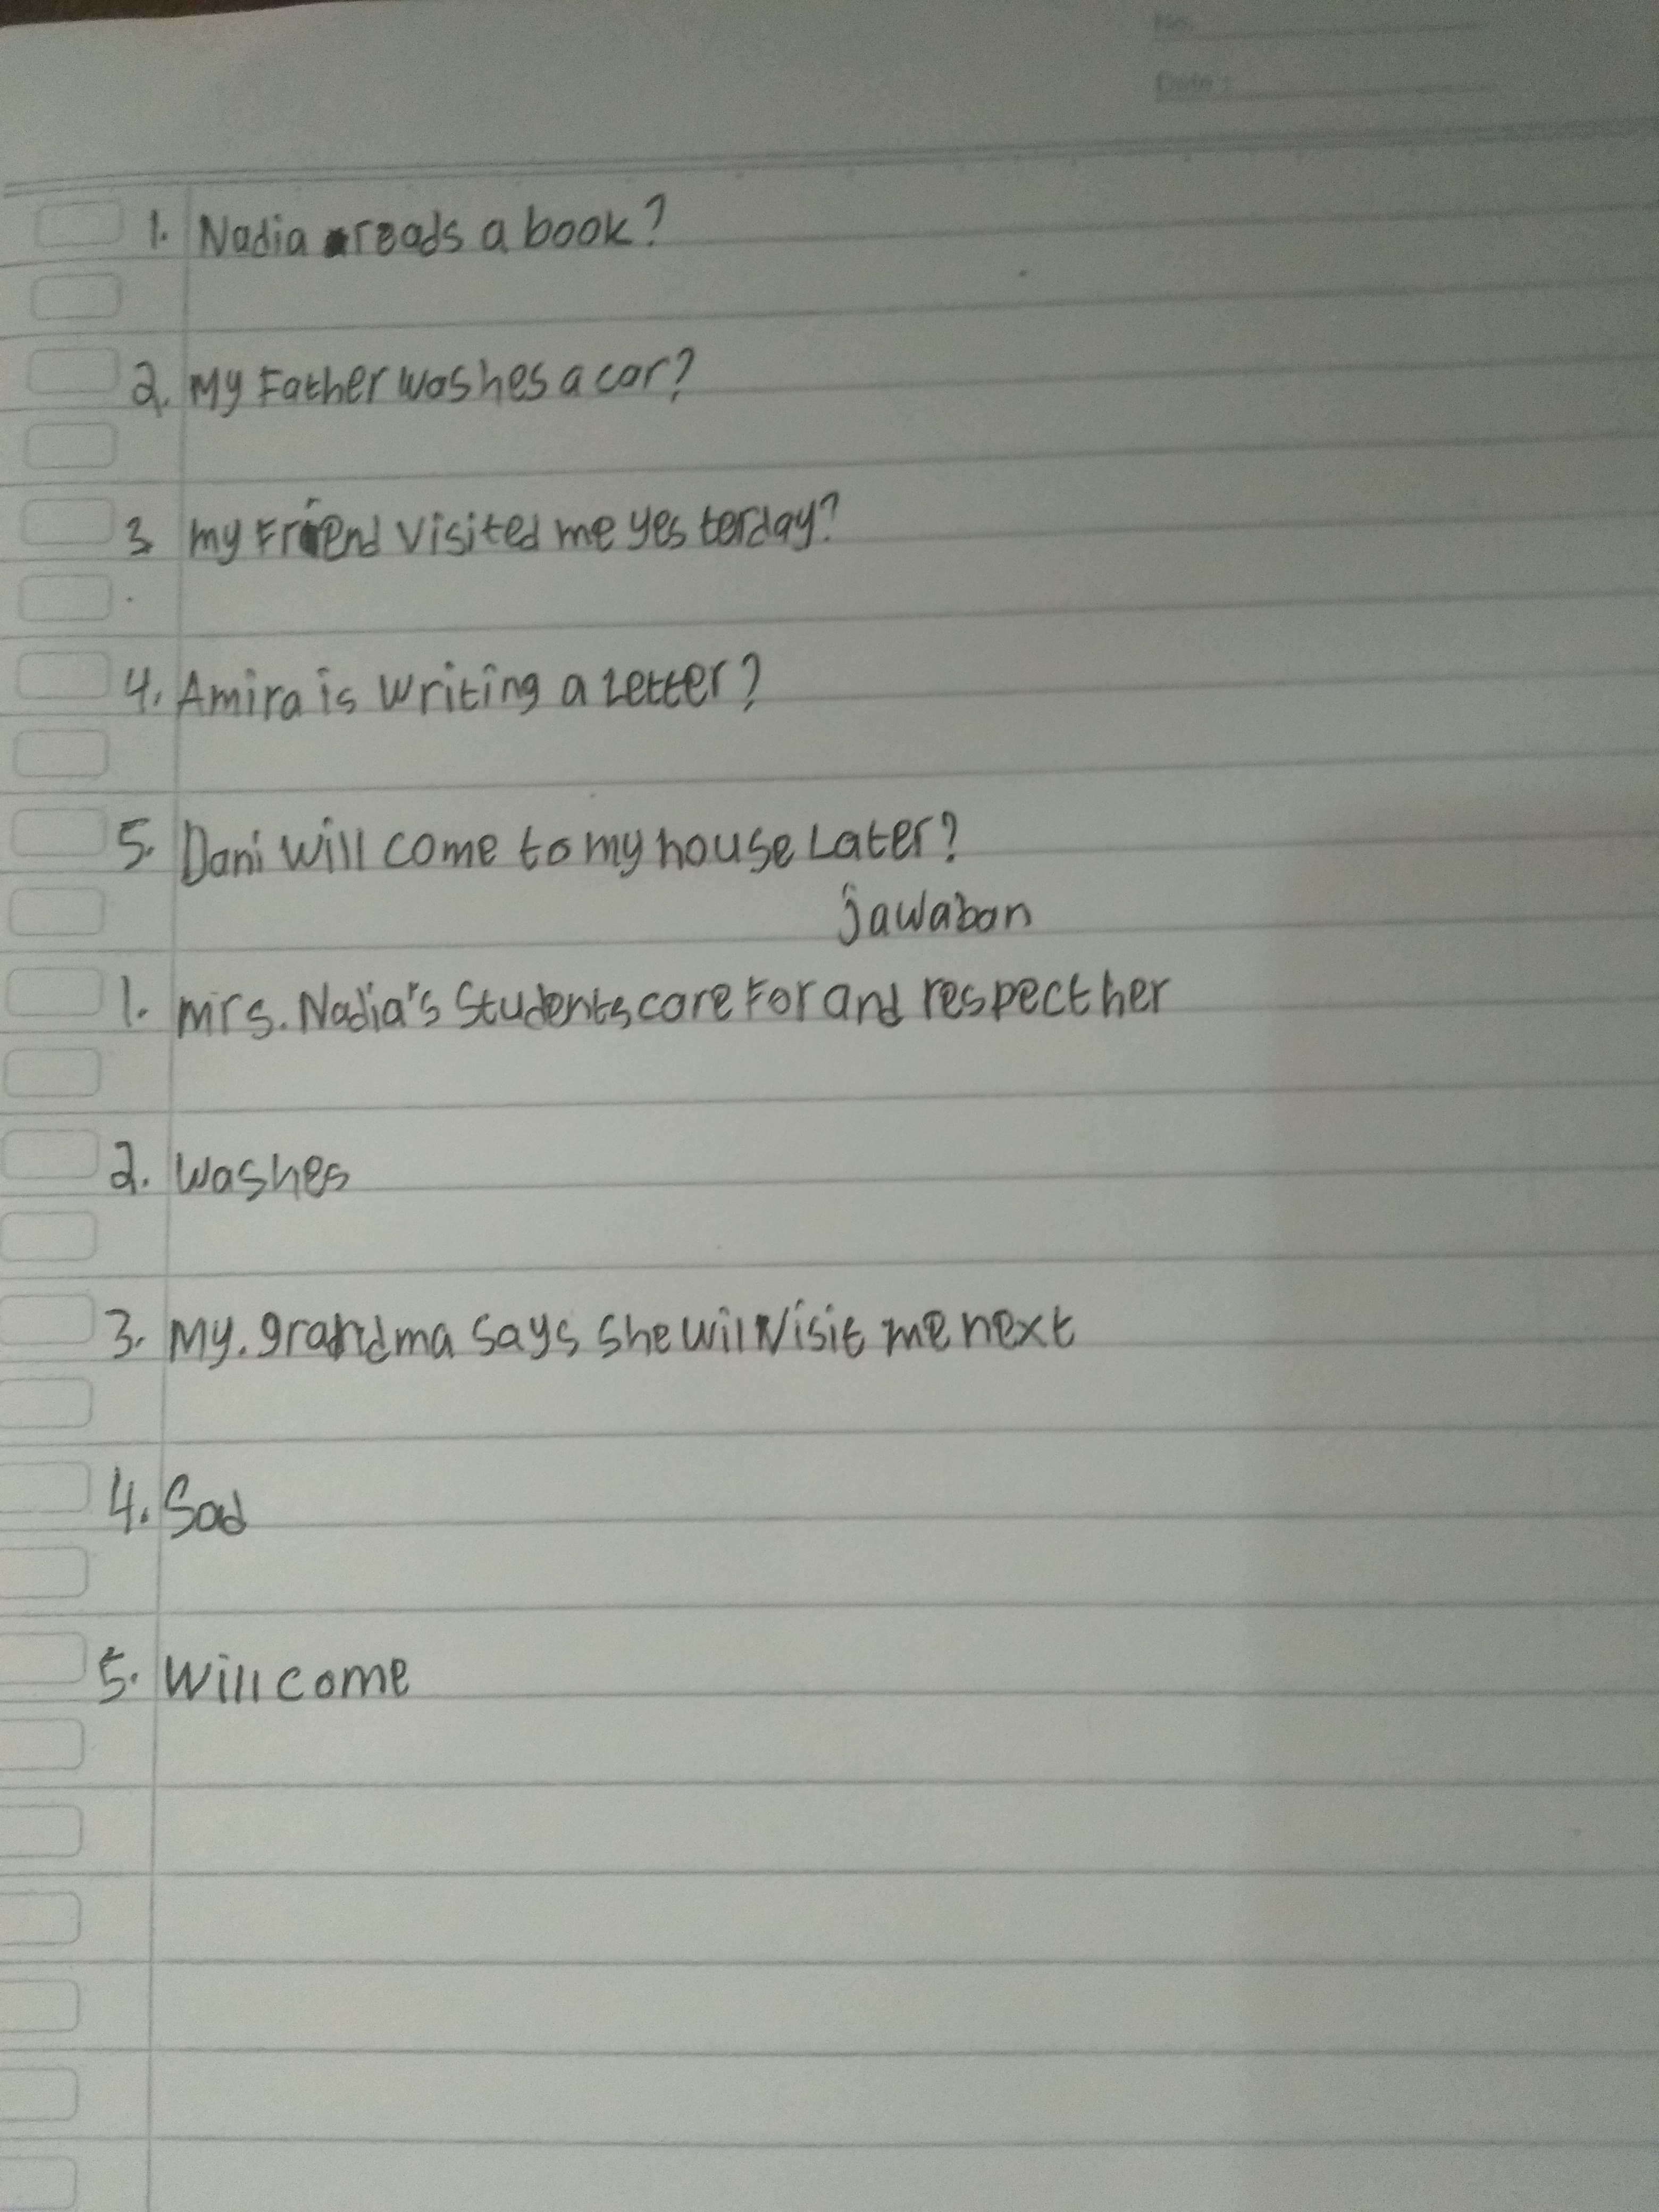 No.
Date :
1. Nadia reads a book?
2. My Father washes a car?
3 my Friend visited me yesterday?
4. Amira is writing a Letter?
5. Dani will come to my house Later?
jawaban
1. mrs. Nadia's Students care For and respect her
2. washes
3. My. grandma says she will visit me next
4. Sad
5. Will come